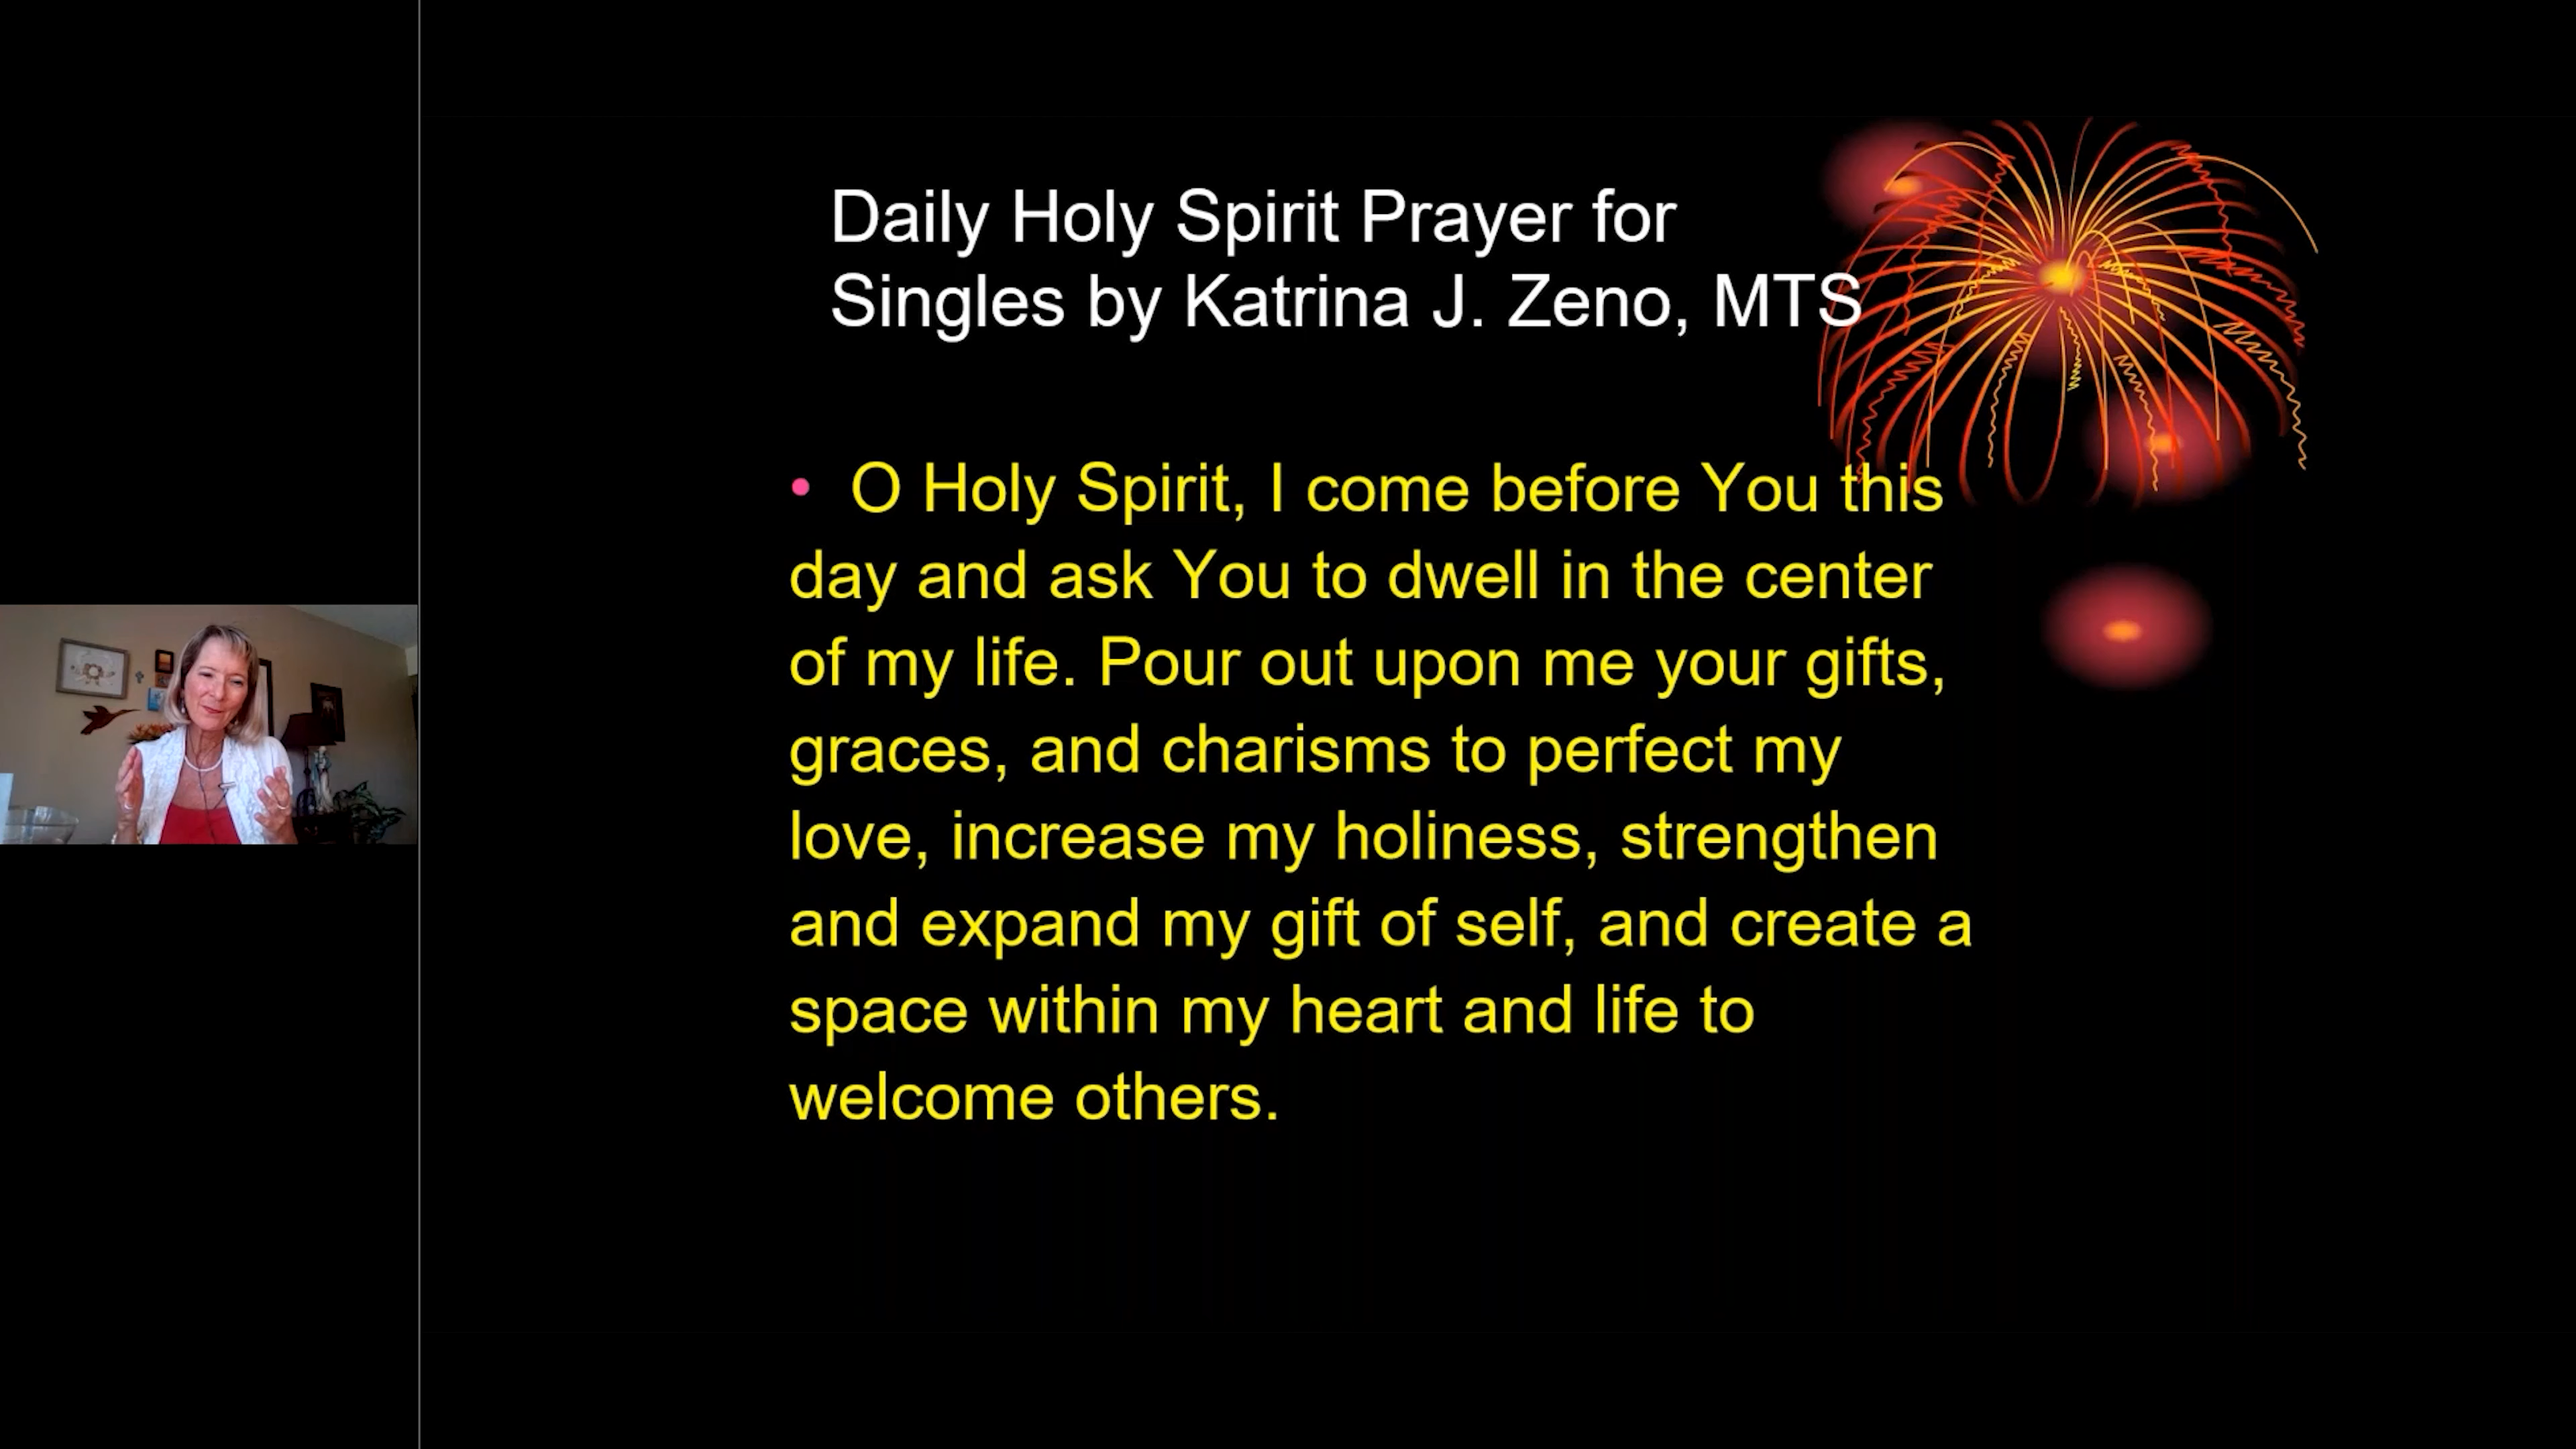 Daily Holy Spirit Prayer for
Singles by Katrina J. Zeno, MTS
• O Holy Spirit, I come before You this
day and ask You to dwell in the center
of my life. Pour out upon me your gifts,
graces, and charisms to perfect my
love, increase my holiness, strengthen
and expand my gift of self, and create a
space within my heart and life to
welcome others.